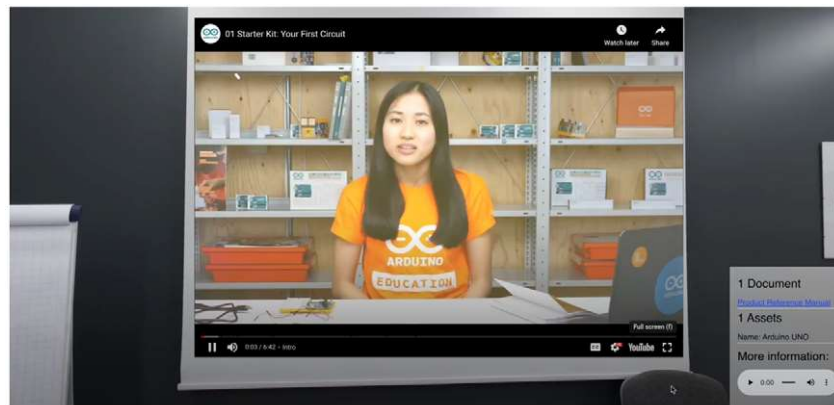 01 Starter Kit: Your First Circuit
Watch later
Share
ARDUINO
EDUCATION
Full screen (f)
0:03 / 6:42 • Intro
CC
YouTube
1 Document
Product Reference Manual
1 Assets
Name: Arduino UNO
More information:
0:00